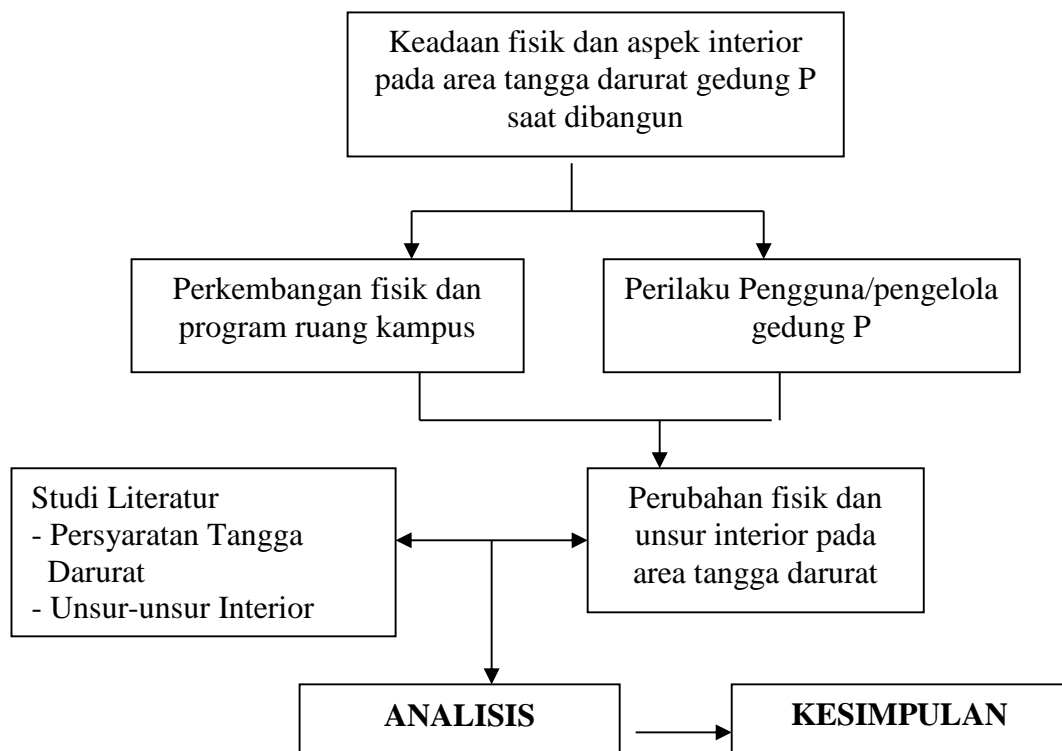 Keadaan fisik dan aspek interior
pada area tangga darurat gedung P
saat dibangun
Perkembangan fisik dan
program ruang kampus
Perilaku Pengguna/pengelola
gedung P
Studi Literatur
- Persyaratan Tangga
Darurat
- Unsur-unsur Interior
Perubahan fisik dan
unsur interior pada
area tangga darurat
ANALISIS
KESIMPULAN